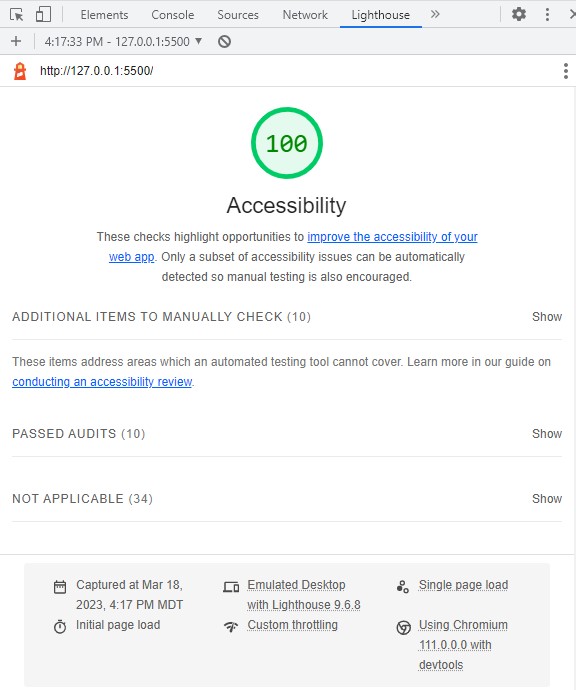 Elements Console Sources Network Lighthouse »
+ 4:17:33 PM - 127.0.0.1:5500 ▼
http://127.0.0.1:5500/
100
Accessibility
These checks highlight opportunities to improve the accessibility of your
web app. Only a subset of accessibility issues can be automatically
detected so manual testing is also encouraged.
ADDITIONAL ITEMS TO MANUALLY CHECK (10) Show
These items address areas which an automated testing tool cannot cover. Learn more in our guide on
conducting an accessibility review.
PASSED AUDITS (10) Show
NOT APPLICABLE (34) Show
Captured at Mar 18,
2023, 4:17 PM MDT
Emulated Desktop
with Lighthouse 9.6.8
Single page load
Initial page load
Custom throttling
Using Chromium
111.0.0.0 with
devtools